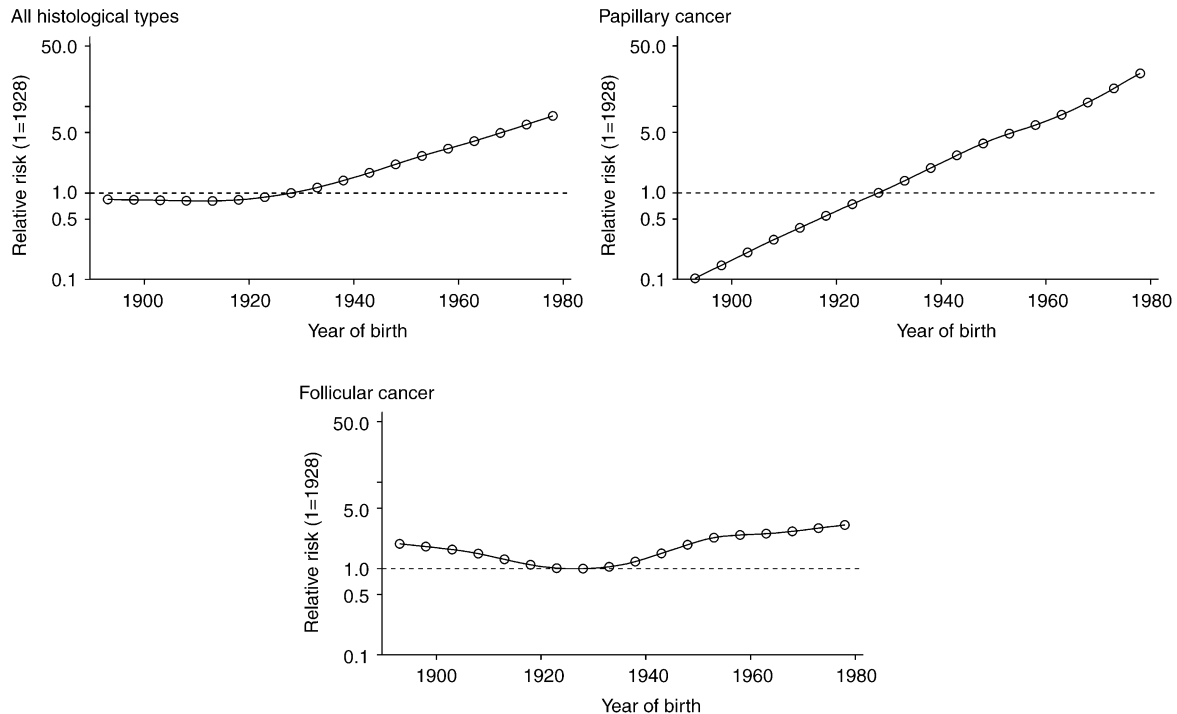 All histological types
Relative risk (1=1928)
50.0
5.0
1.0
0.5
0.1
1900 1920 1940 1960 1980
Year of birth
Papillary cancer
Relative risk (1=1928)
50.0
5.0
1.0
0.5
0.1
1900 1920 1940 1960 1980
Year of birth
Follicular cancer
Relative risk (1=1928)
50.0
5.0
1.0
0.5
0.1
1900 1920 1940 1960 1980
Year of birth